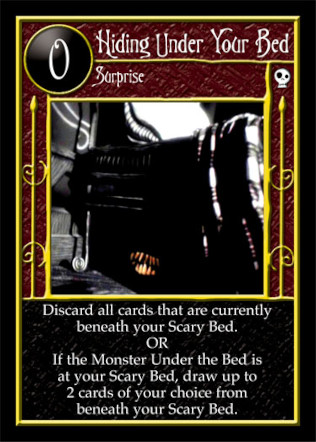 0
Hiding Under Your Bed
Surprise
Discard all cards that are currently
beneath your Scary Bed.
OR
If the Monster Under the Bed is
at your Scary Bed, draw up to
2 cards of your choice from
beneath your Scary Bed.